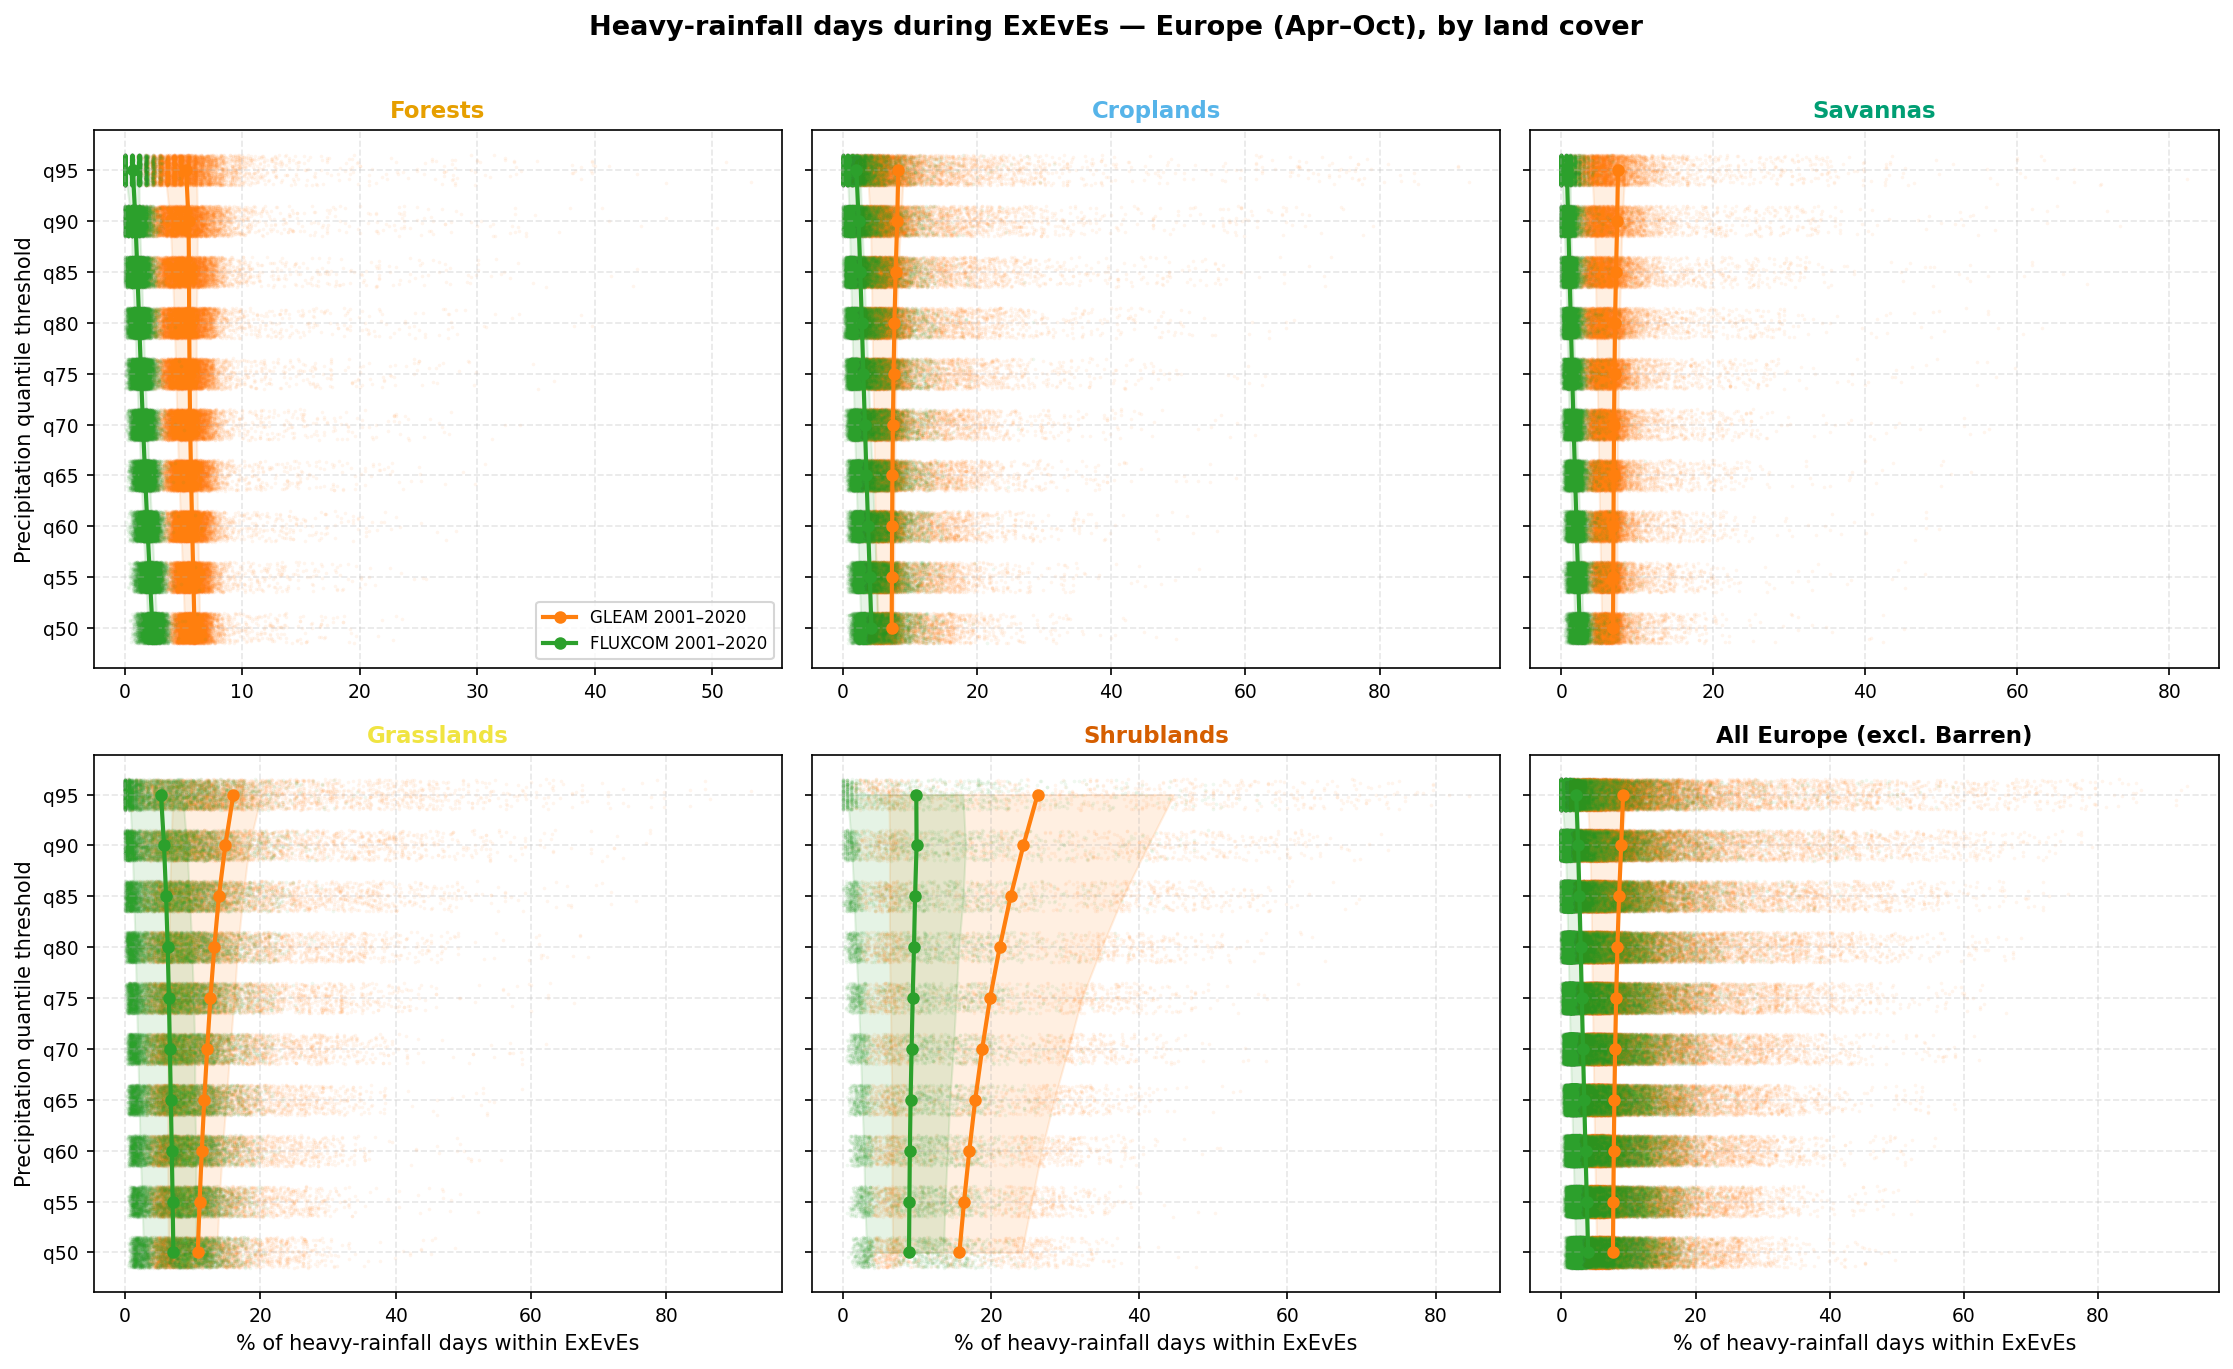 Heavy-rainfall days during ExEvEs — Europe (Apr–Oct), by land cover
Forests
Croplands
Savannas
Precipitation quantile threshold
q95
q90
q85
q80
q75
q70
q65
q60
q55
q50
GLEAM 2001–2020
FLUXCOM 2001–2020
0 10 20 30 40 50
0 20 40 60 80
0 20 40 60 80
Grasslands
Shrublands
All Europe (excl. Barren)
Precipitation quantile threshold
q95
q90
q85
q80
q75
q70
q65
q60
q55
q50
0 20 40 60 80
0 20 40 60 80
0 20 40 60 80
% of heavy-rainfall days within ExEvEs
% of heavy-rainfall days within ExEvEs
% of heavy-rainfall days within ExEvEs